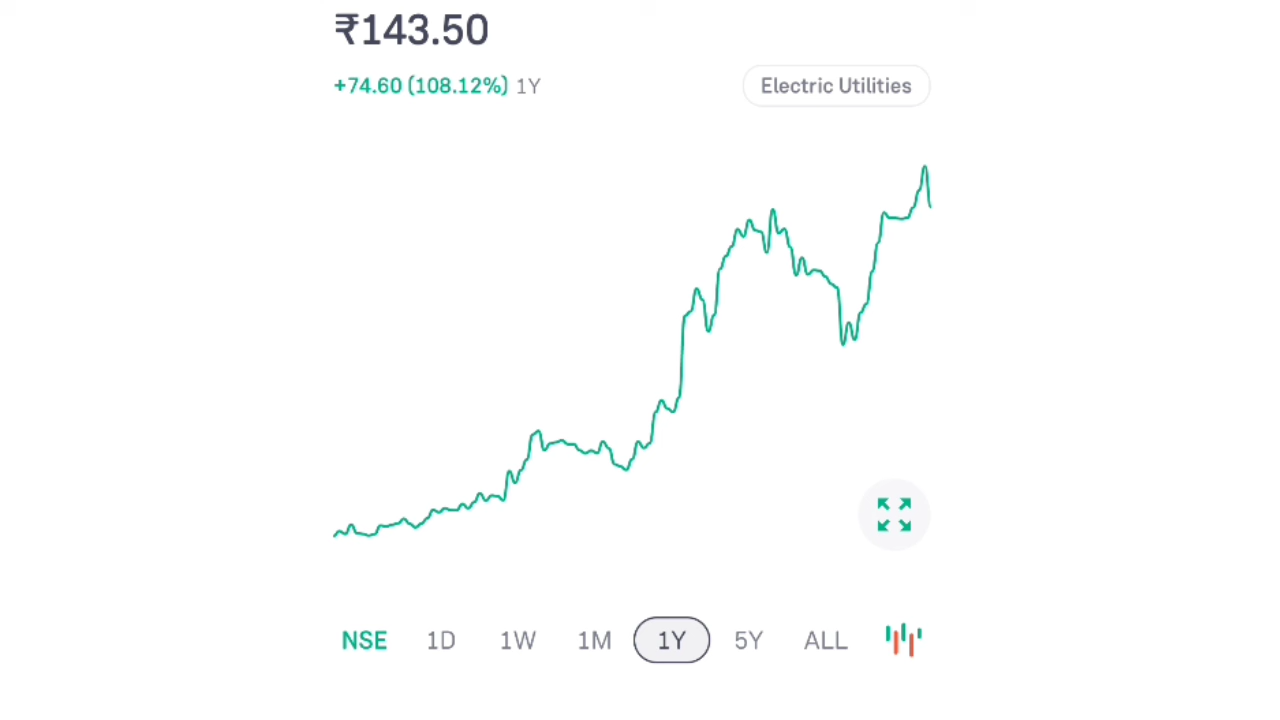 ₹143.50
+74.60 (108.12%) 1Y
Electric Utilities
NSE 1D 1W 1M 1Y 5Y ALL